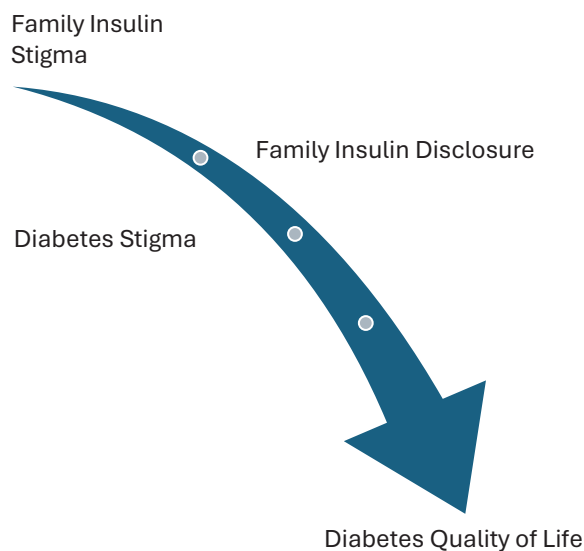 Family Insulin
Stigma
Family Insulin Disclosure
Diabetes Stigma
Diabetes Quality of Life